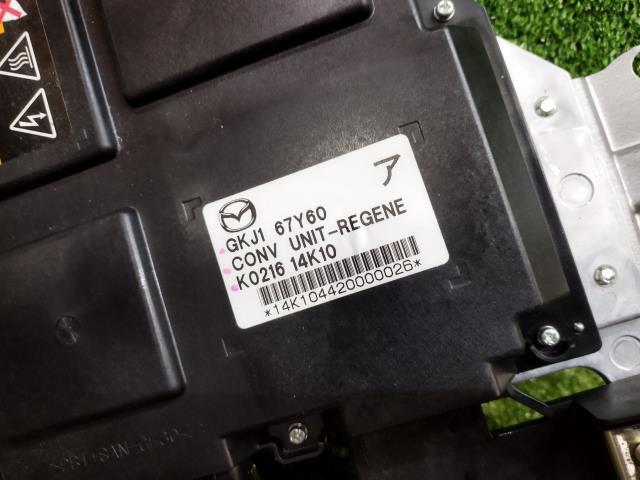 ア
GKJ1 67Y60
CONV UNIT-REGENE
K0216 14K10
*14K104420000026*